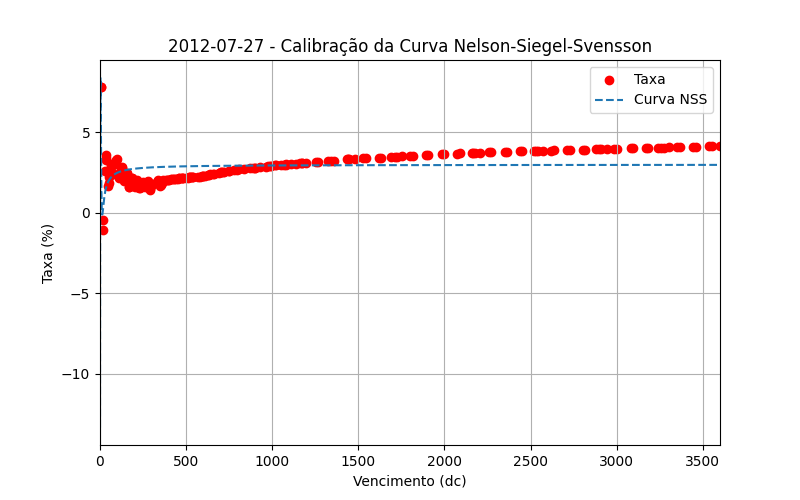 2012-07-27 - Calibração da Curva Nelson-Siegel-Svensson
Taxa
Curva NSS
5
0
−5
−10
Taxa (%)
0 500 1000 1500 2000 2500 3000 3500
Vencimento (dc)